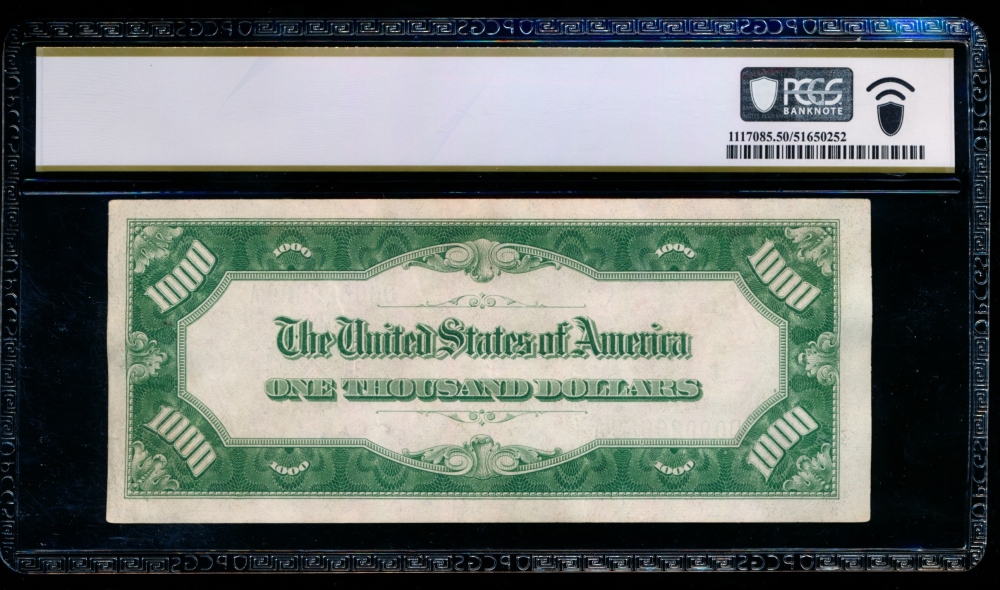 PCGS
BANKNOTE
1117085.50/51650252
1000 1000 1000 1000
The United States of America
ONE THOUSAND DOLLARS
1000 1000 1000 1000